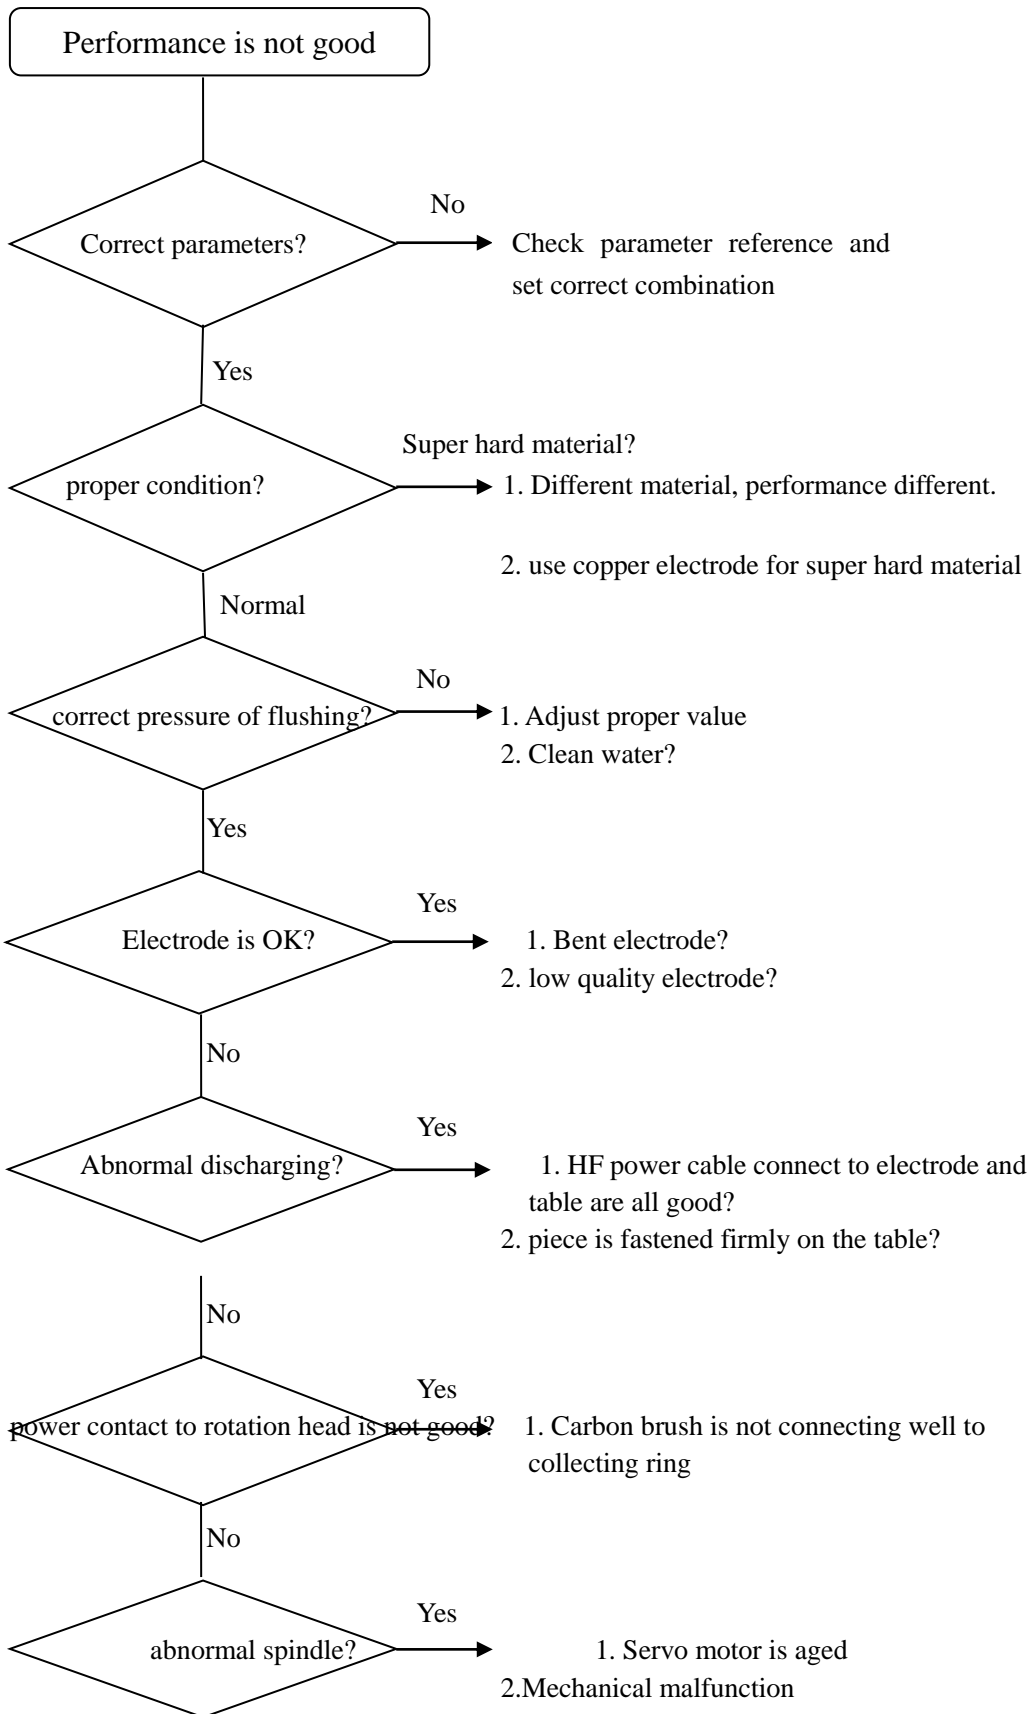 Performance is not good
No
Correct parameters?
Check parameter reference and
set correct combination
Yes
Super hard material?
proper condition?
1. Different material, performance different.
2. use copper electrode for super hard material
Normal
No
correct pressure of flushing?
1. Adjust proper value
2. Clean water?
Yes
Yes
Electrode is OK?
1. Bent electrode?
2. low quality electrode?
No
Yes
Abnormal discharging?
1. HF power cable connect to electrode and
table are all good?
2. piece is fastened firmly on the table?
No
Yes
power contact to rotation head is not good?
1. Carbon brush is not connecting well to
collecting ring
No
Yes
abnormal spindle?
1. Servo motor is aged
2.Mechanical malfunction